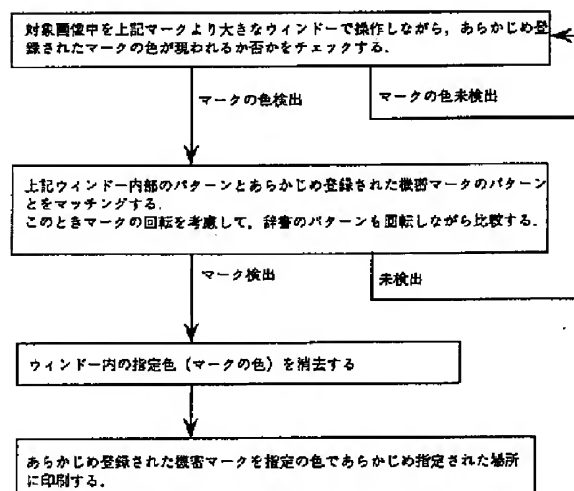 対象画像中を上記マークより大きなウィンドーで操作しながら，あらかじめ登
録されたマークの色が現われるか否かをチェックする．
マークの色検出
マークの色未検出
上記ウィンドー内部のパターンとあらかじめ登録された機密マークのパターン
とをマッチングする．
このときマークの回転を考慮して，辞書のパターンも回転しながら比較する．
マーク検出
未検出
ウィンドー内の指定色（マークの色）を消去する
あらかじめ登録された機密マークを指定の色であらかじめ指定された場所
に印刷する．